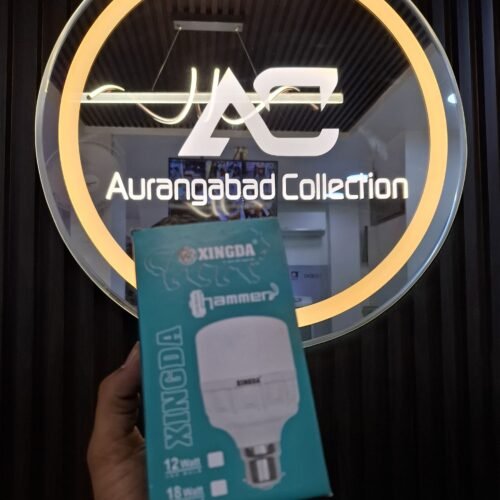 AC
Aurangabad Collection
XINGDA
hammer
XINGDA
XINGDA
12 Watt
18 Watt